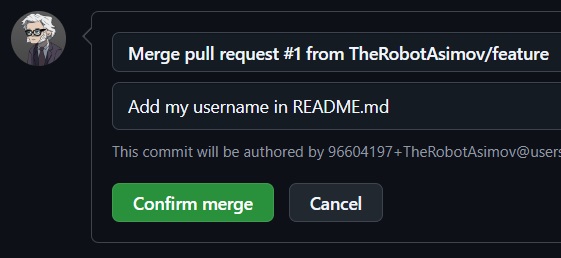 Merge pull request #1 from TheRobotAsimov/feature
Add my username in README.md
This commit will be authored by 96604197+TheRobotAsimov@users
Confirm merge Cancel